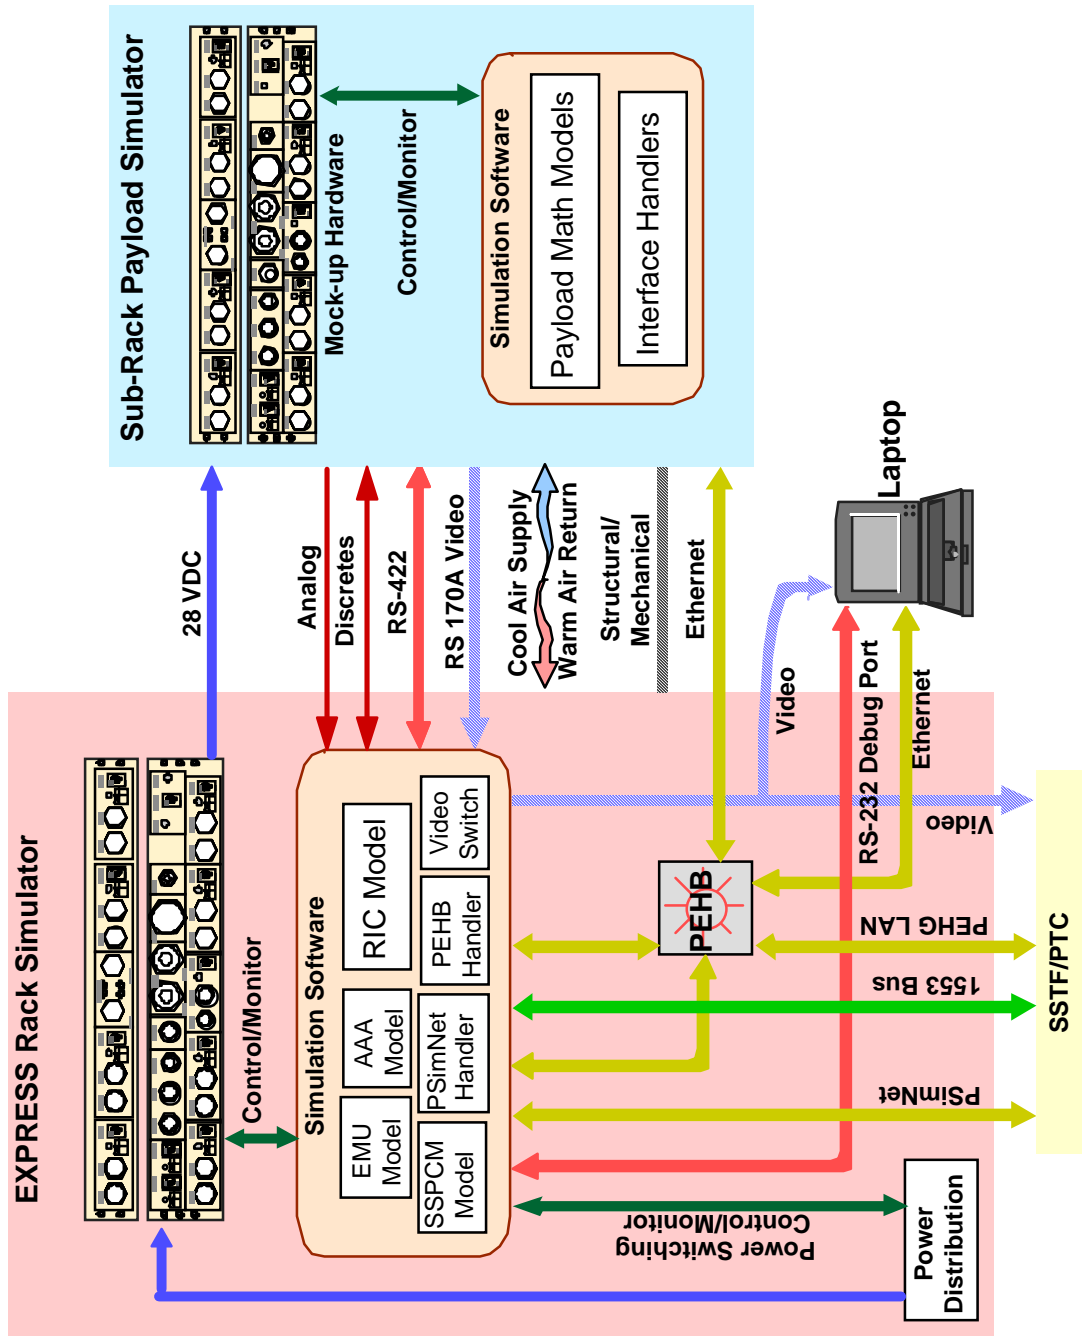 Sub-Rack Payload Simulator
Mock-up Hardware
Control/Monitor
Simulation Software
Payload Math Models
Interface Handlers
28 VDC
Analog
Discretes
RS-422
RS 170A Video
Cool Air Supply
Warm Air Return
Structural/
Mechanical
Ethernet
Laptop
Video
RS-232 Debug Port
Ethernet
EXPRESS Rack Simulator
Control/Monitor
Simulation Software
RIC Model
AAA
Model
EMU
Model
Video
Switch
PEHB
Handler
PSimNet
Handler
SSPCM
Model
PEHB
Video
PEHG LAN
1553 Bus
PSimNet
Power Switching
Control/Monitor
Power
Distribution
SSTF/PTC